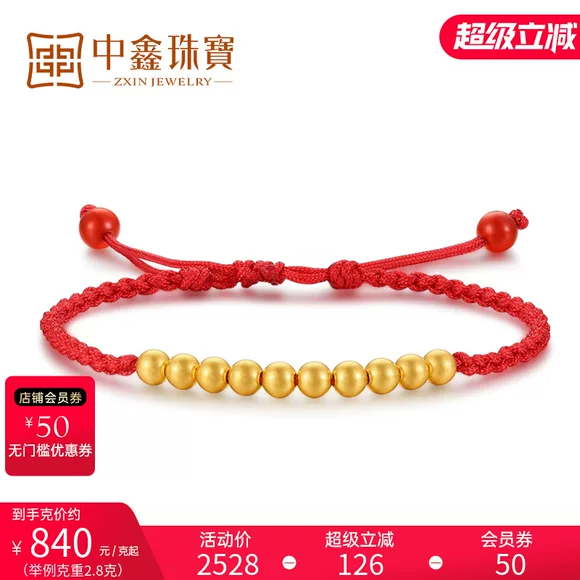 中鑫珠寶
ZXIN JEWELRY
超级立减
店铺会员券
¥50
无门槛优惠券
到手克价约
¥ 840 元/克起
(举例克重2.8克)
活动价
2528
-
超级立减
126
-
会员券
50